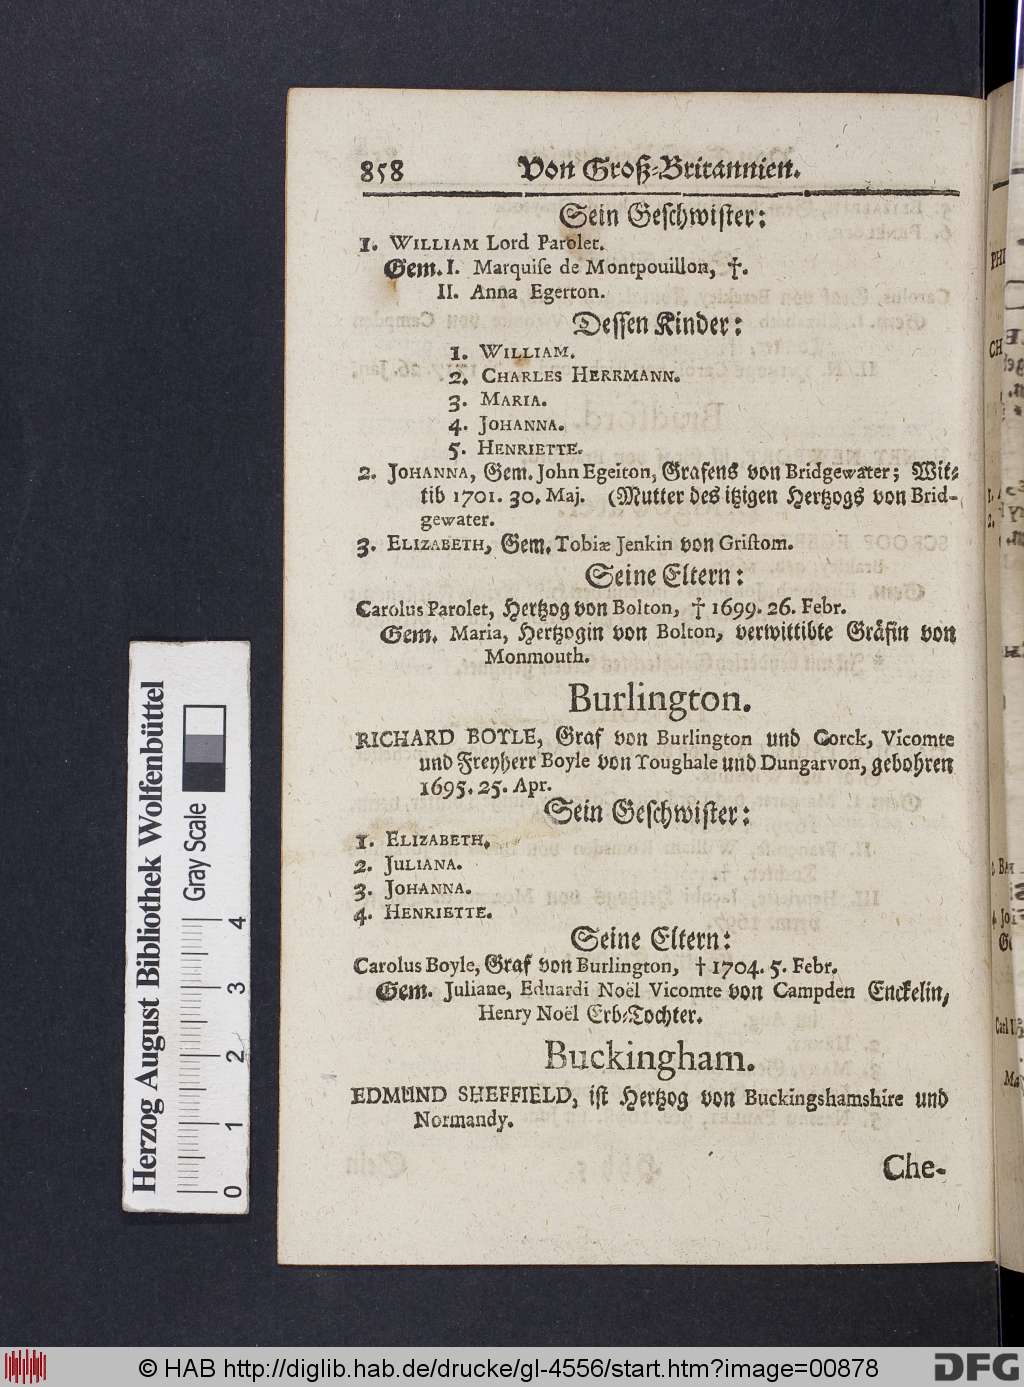 858 Von Groß-Britannien.
Sein Geschwister:
1. WILLIAM Lord Parolet.
Gem. I. Marquise de Montpouillon, †.
II. Anna Egerton.
Dessen Kinder:
1. WILLIAM.
2. CHARLES HERRMANN.
3. MARIA.
4. JOHANNA.
5. HENRIETTE.
2. JOHANNA, Gem. John Egeiton, Grafens von Bridgewater; Wit-
tib 1701. 30. Maj. (Mutter des itzigen Hertzogs von Brid-
gewater.
3. ELIZABETH, Gem. Tobiæ Jenkin von Gristom.
Seine Eltern:
Carolus Parolet, Hertzog von Bolton, † 1699. 26. Febr.
Gem. Maria, Hertzogin von Bolton, verwittibte Gräfin von
Monmouth.
Burlington.
RICHARD BOYLE, Graf von Burlington und Corck, Vicomte
und Freyherr Boyle von Toughale und Dungarvon, gebohren
1695. 25. Apr.
Sein Geschwister:
1. ELIZABETH.
2. JULIANA.
3. JOHANNA.
4. HENRIETTE.
Seine Eltern:
Carolus Boyle, Graf von Burlington, † 1704. 5. Febr.
Gem. Juliane, Eduardi Noël Vicomte von Campden Enckelin,
Henry Noël Erb-Tochter.
Buckingham.
EDMUND SHEFFIELD, ist Hertzog von Buckingshamshire und
Normandy.
Che-
Herzog August Bibliothek Wolfenbüttel
Gray Scale
0 1 2 3 4
© HAB http://diglib.hab.de/drucke/gl-4556/start.htm?image=00878
DFG